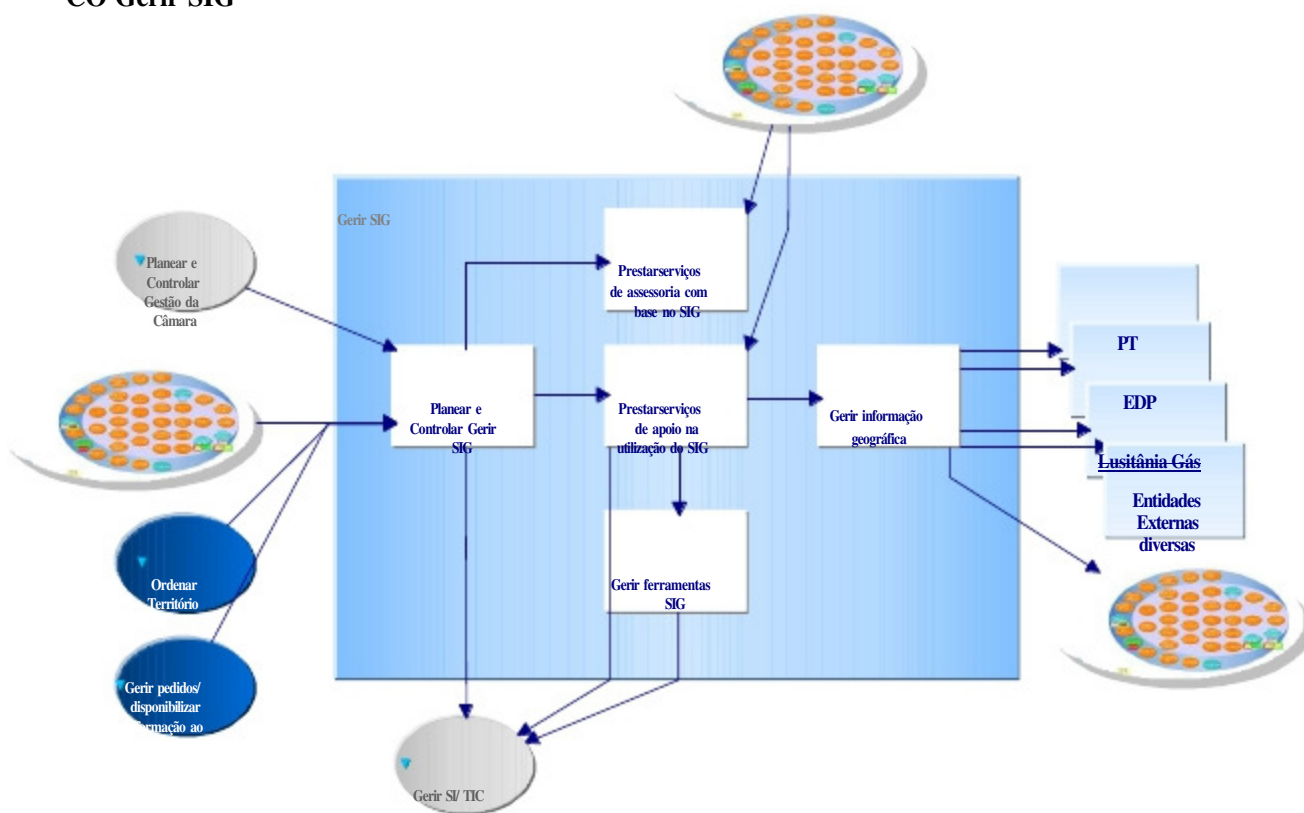 CO Gerir SIG
Gerir SIG
Planear e
Controlar
Gestão da
Câmara
Prestarserviços
de assessoria com
base no SIG
Planear e
Controlar Gerir
SIG
Prestarserviços
de apoio na
utilização do SIG
Gerir informação
geográfica
PT
EDP
Lusitânia Gás
Entidades
Externas
diversas
Ordenar
Território
Gerir ferramentas
SIG
Gerir pedidos/
disponibilizar
ao
Gerir SI/ TIC